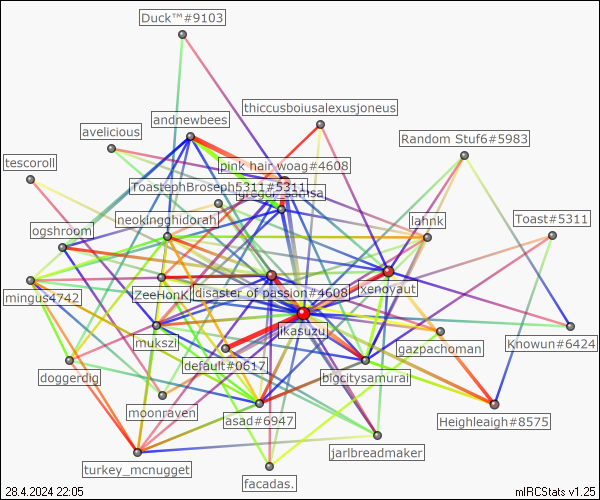 Duck™#9103
thiccusboiusalexusjoneus
andnewbees
avelicious
Random Stuf6#5983
tescoroll
pink hair woag#4608
ToastephBroseph5311#5311
neokingghidorah
lahnk
Toast#5311
ogshroom
mingus4742
ZeeHonk
disaster of passion#4608
xenoyaut
ikasuzu
mukszi
gazpachoman
Knowun#6424
default#0617
doggerdig
bigcitysamurai
moonraven
asad#6947
Heighleagh#8575
jarlbreadmaker
turkey_mcnugget
facadas.
28.4.2024 22:05
mIRCStats v1.25